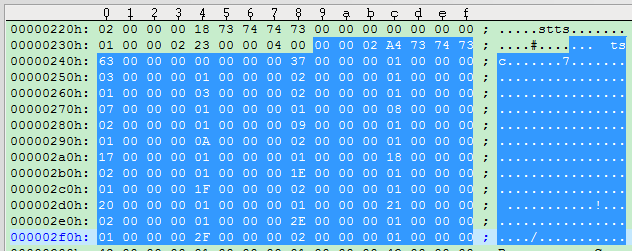 0 1 2 3 4 5 6 7 8 9 a b c d e f
00000220h: 02 00 00 00 18 73 74 74 73 00 00 00 00 00 00 00 ; .....stts.......
00000230h: 01 00 00 02 23 00 00 04 00 00 00 02 A4 73 74 73 ; ....#....... ts
00000240h: 63 00 00 00 00 00 00 00 37 00 00 00 01 00 00 00 ; c.......7.......
00000250h: 03 00 00 00 01 00 00 00 02 00 00 00 01 00 00 00 ; ................
00000260h: 01 00 00 00 03 00 00 00 02 00 00 00 01 00 00 00 ; ................
00000270h: 07 00 00 00 01 00 00 00 01 00 00 00 08 00 00 00 ; ................
00000280h: 02 00 00 00 01 00 00 00 09 00 00 00 01 00 00 00 ; ................
00000290h: 01 00 00 00 0A 00 00 00 02 00 00 00 01 00 00 00 ; ................
000002a0h: 17 00 00 00 01 00 00 00 01 00 00 00 18 00 00 00 ; ................
000002b0h: 02 00 00 00 01 00 00 00 1E 00 00 00 01 00 00 00 ; ................
000002c0h: 01 00 00 00 1F 00 00 00 02 00 00 00 01 00 00 00 ; ................
000002d0h: 20 00 00 00 01 00 00 00 01 00 00 00 21 00 00 00 ; ............!...
000002e0h: 02 00 00 00 01 00 00 00 2E 00 00 00 01 00 00 00 ; ................
000002f0h: 01 00 00 00 2F 00 00 00 02 00 00 00 01 00 00 00 ; ..../...........